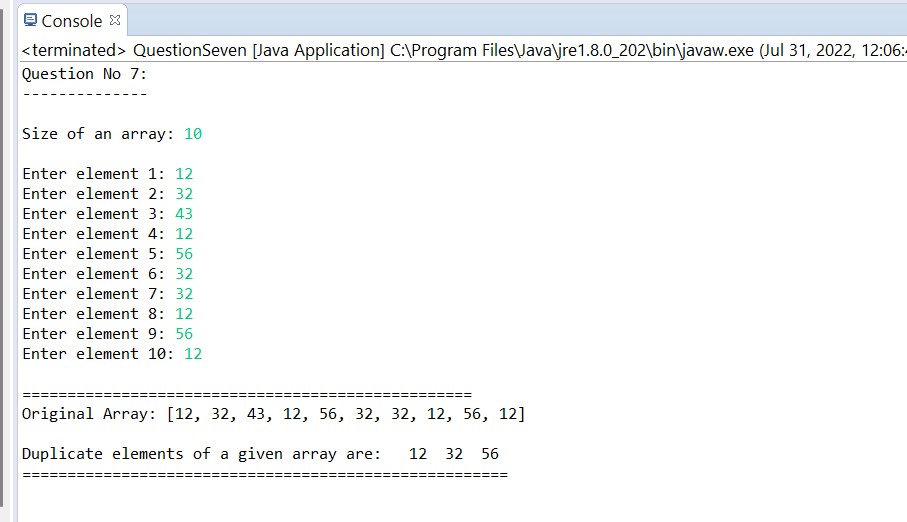 Console
<terminated> QuestionSeven [Java Application] C:\Program Files\Java\jre1.8.0_202\bin\javaw.exe (Jul 31, 2022, 12:06:
Question No 7:
--------------
Size of an array: 10
Enter element 1: 12
Enter element 2: 32
Enter element 3: 43
Enter element 4: 12
Enter element 5: 56
Enter element 6: 32
Enter element 7: 32
Enter element 8: 12
Enter element 9: 56
Enter element 10: 12
==================================================
Original Array: [12, 32, 43, 12, 56, 32, 32, 12, 56, 12]
Duplicate elements of a given array are:   12  32  56
======================================================